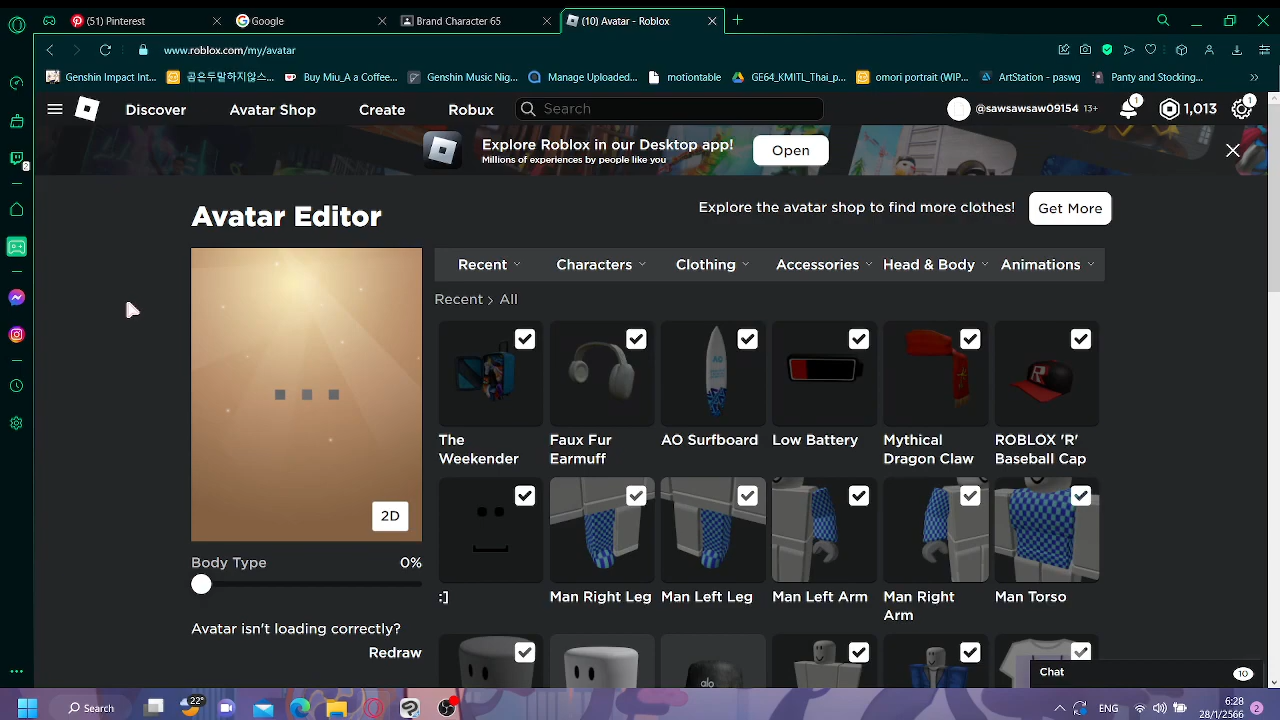 (51) Pinterest
Google
Brand Character 65
(10) Avatar - Roblox
www.roblox.com/my/avatar
Genshin Impact Int...
공은두말하지않스...
Buy Miu_A a Coffee...
Genshin Music Nig...
Manage Uploaded...
motiontable
GE64_KMITL_Thai_p...
omori portrait (WIP...
ArtStation - paswg
Panty and Stocking...
Discover
Avatar Shop
Create
Robux
Search
@sawsawsaw09154 13+
1
1,013
1
Explore Roblox in our Desktop app!
Millions of experiences by people like you
Open
Avatar Editor
Explore the avatar shop to find more clothes!
Get More
Recent
Characters
Clothing
Accessories
Head & Body
Animations
Recent > All
The Weekender
Faux Fur Earmuff
AO Surfboard
Low Battery
Mythical Dragon Claw
ROBLOX 'R' Baseball Cap
2D
Body Type 0%
:]
Man Right Leg
Man Left Leg
Man Left Arm
Man Right Arm
Man Torso
Avatar isn't loading correctly?
Redraw
alo
Chat
10
Search
22°
ENG
6:28
28/1/2566
2